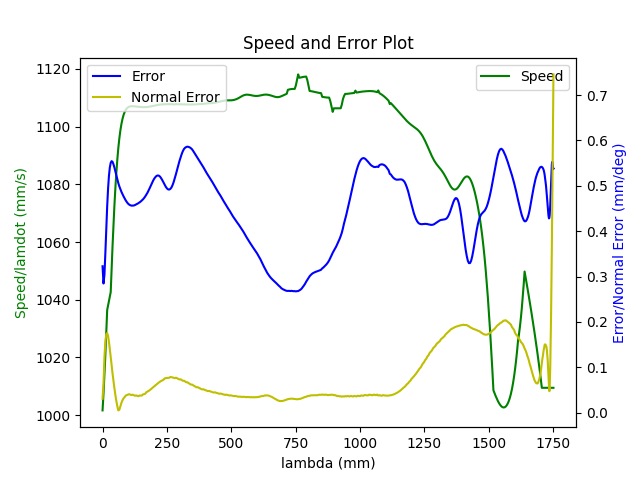 Speed and Error Plot
Error
Normal Error
Speed
1120
1100
1080
1060
1040
1020
1000
Speed/lamdot (mm/s)
0.7
0.6
0.5
0.4
0.3
0.2
0.1
0.0
Error/Normal Error (mm/deg)
0 250 500 750 1000 1250 1500 1750
lambda (mm)